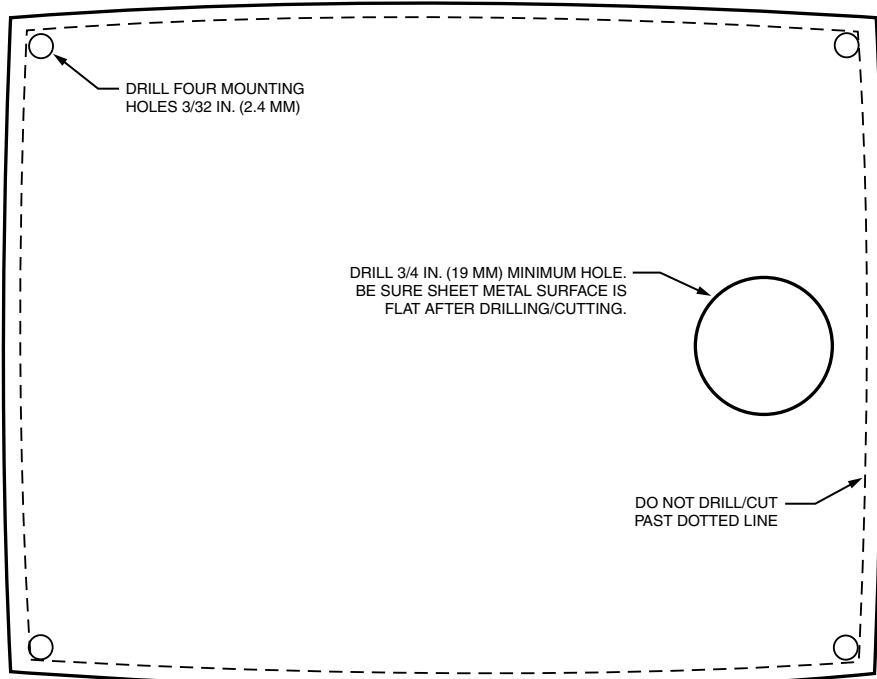 DRILL FOUR MOUNTING
HOLES 3/32 IN. (2.4 MM)
DRILL 3/4 IN. (19 MM) MINIMUM HOLE.
BE SURE SHEET METAL SURFACE IS
FLAT AFTER DRILLING/CUTTING.
DO NOT DRILL/CUT
PAST DOTTED LINE